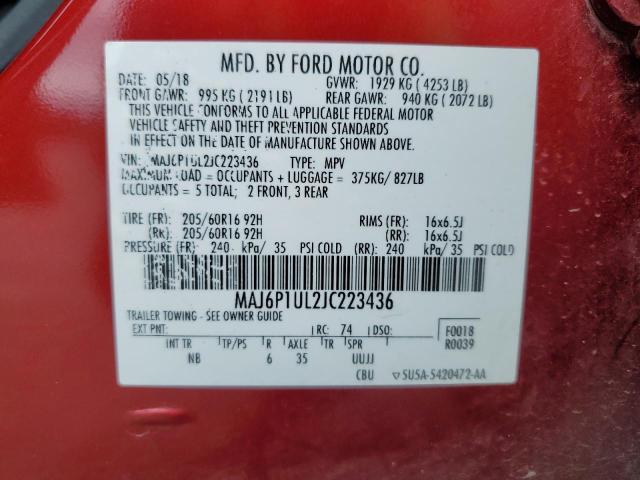 MFD. BY FORD MOTOR CO.
DATE: 05/18 GVWR: 1929 KG ( 4253 LB)
FRONT GAWR: 995 KG ( 2191 LB) REAR GAWR: 940 KG ( 2072 LB)
THIS VEHICLE CONFORMS TO ALL APPLICABLE FEDERAL MOTOR
VEHICLE SAFETY AND THEFT PREVENTION STANDARDS
IN EFFECT ON THE DATE OF MANUFACTURE SHOWN ABOVE.
VIN: MAJ6P1UL2JC223436 TYPE: MPV
MAXIMUM LOAD = OCCUPANTS + LUGGAGE = 375KG/ 827LB
OCCUPANTS = 5 TOTAL; 2 FRONT, 3 REAR
TIRE (FR): 205/60R16 92H RIMS (FR): 16x6.5J
(RR): 205/60R16 92H (RR): 16x6.5J
PRESSURE (FR): 240 kPa/ 35 PSI COLD (RR): 240 kPa/ 35 PSI COLD
MAJ6P1UL2JC223436
TRAILER TOWING - SEE OWNER GUIDE
EXT PNT: RC: 74 DSO: F0018
R0039
INT TR TP/PS R AXLE TR SPR
NB 6 35 UUJJ
CBU ▽SU5A-5420472-AA